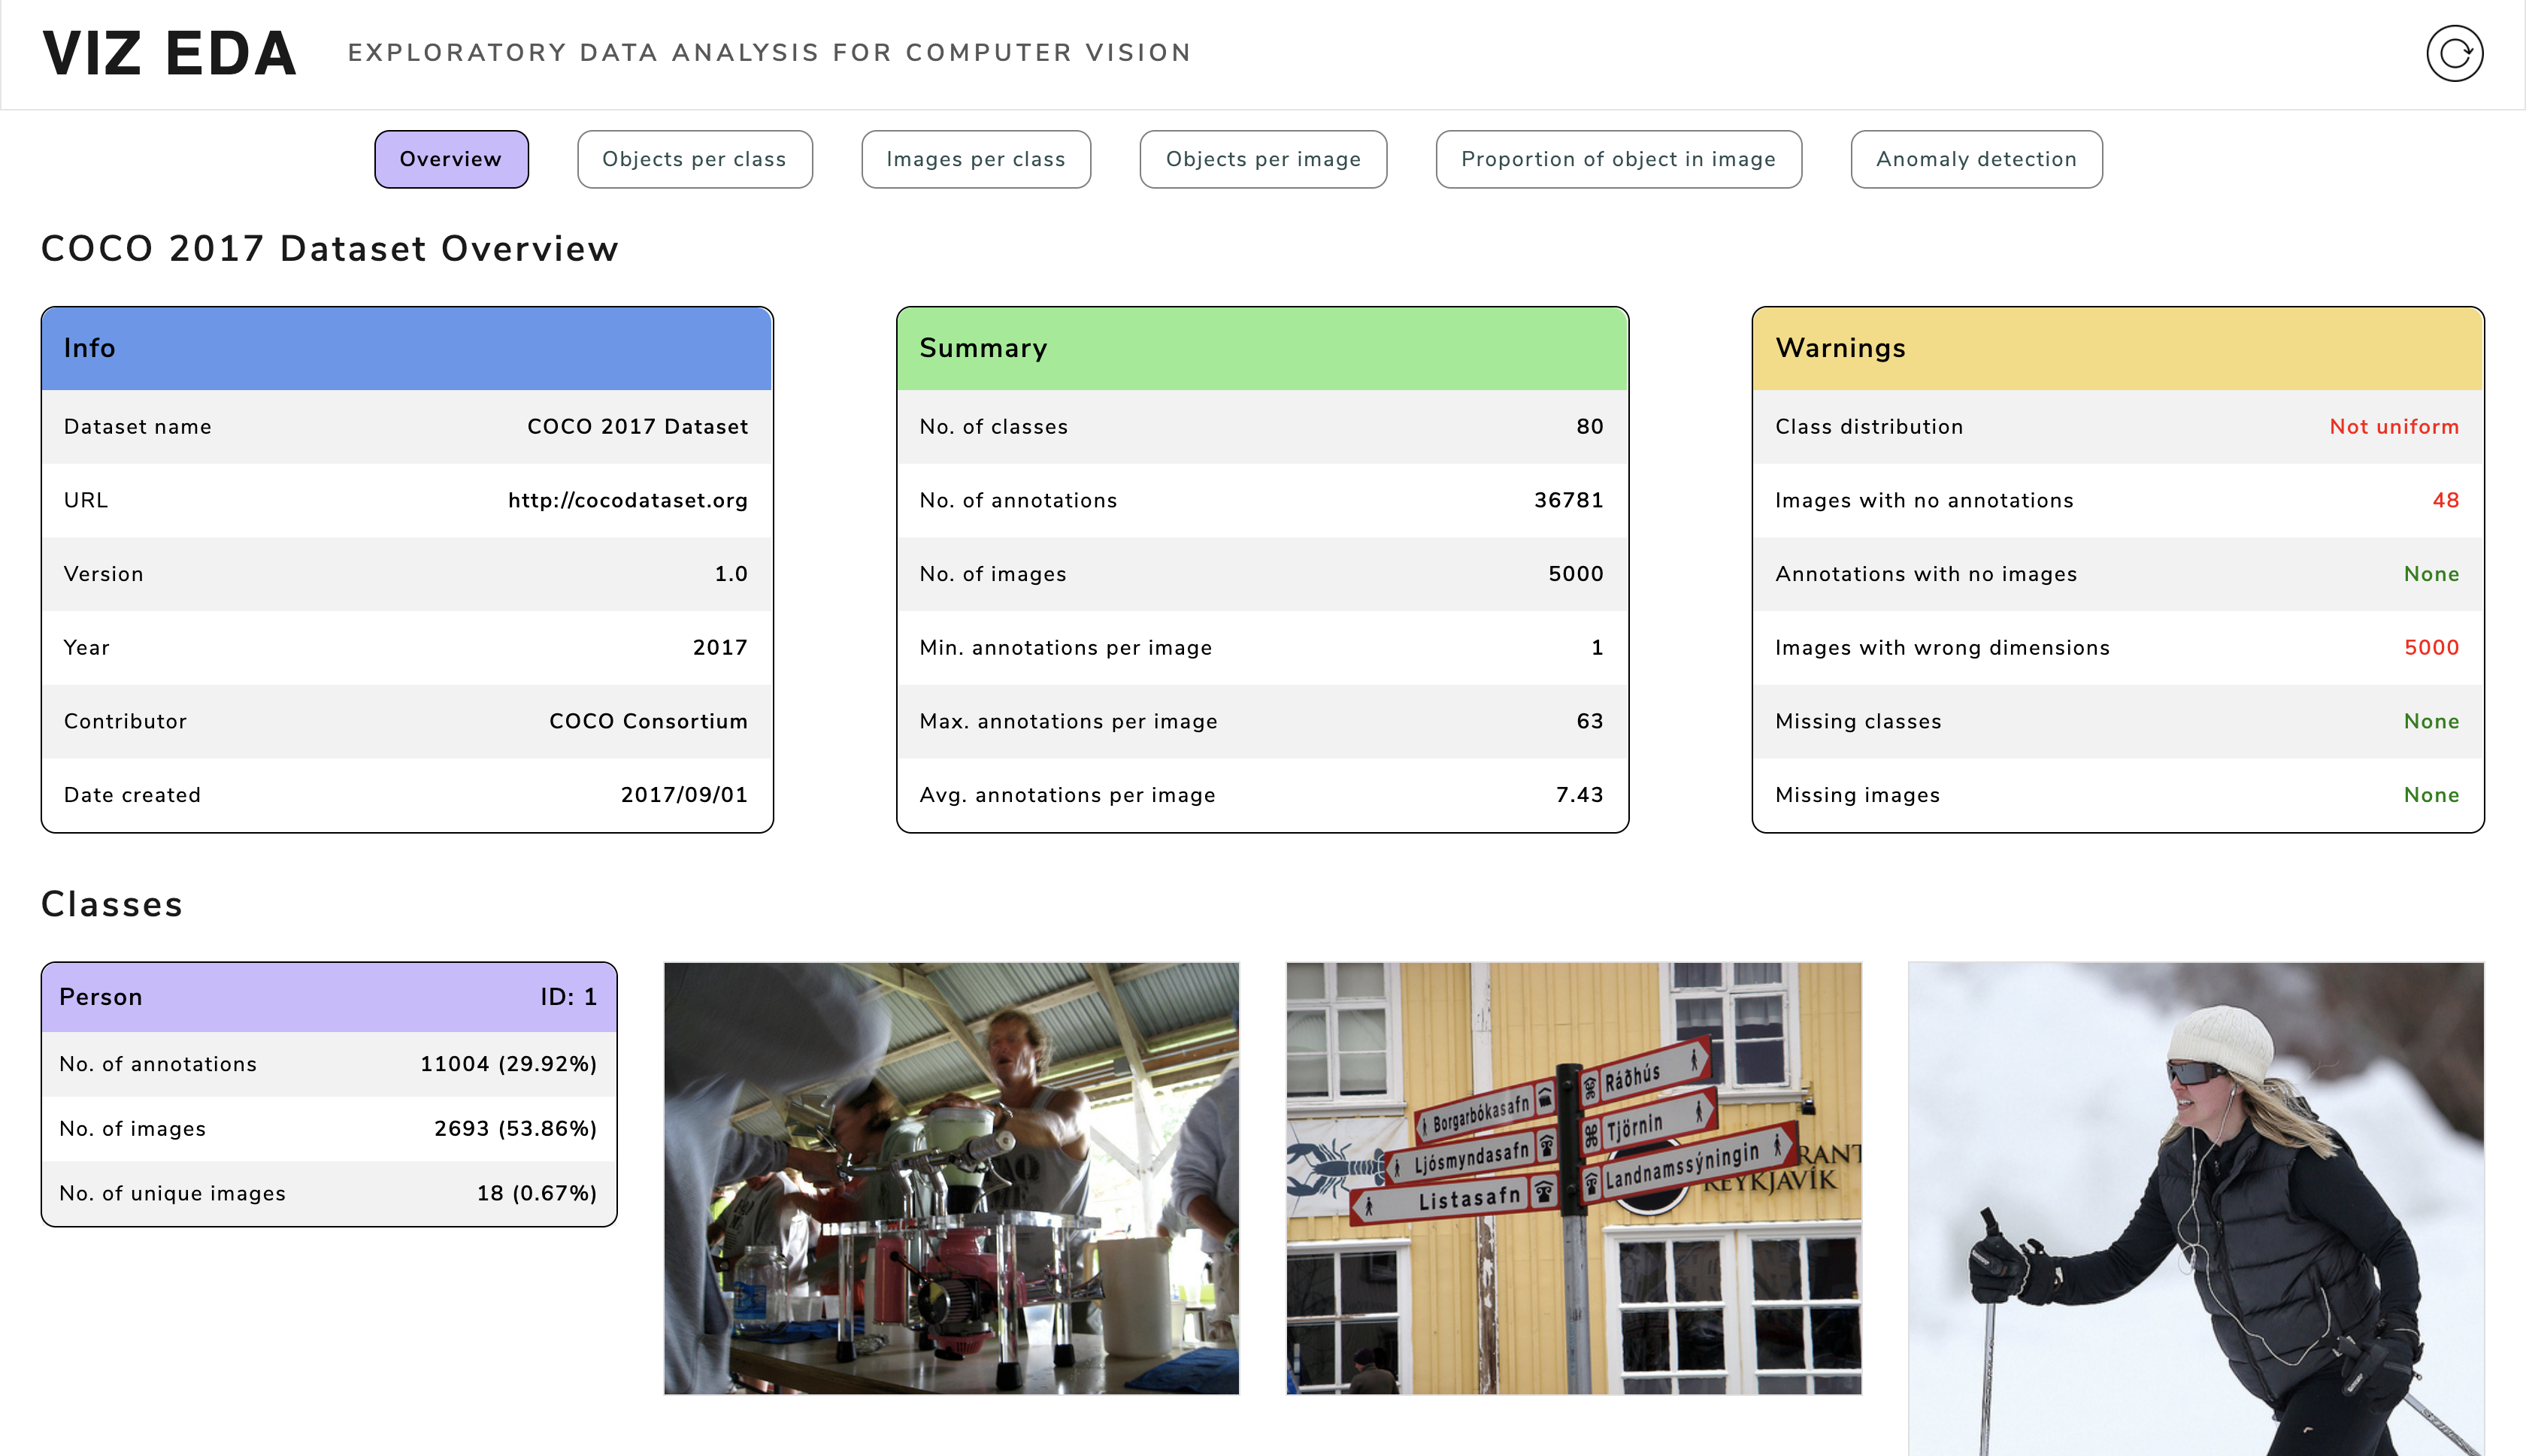 VIZ EDA
EXPLORATORY DATA ANALYSIS FOR COMPUTER VISION
Overview
Objects per class
Images per class
Objects per image
Proportion of object in image
Anomaly detection
COCO 2017 Dataset Overview
Info
Dataset name COCO 2017 Dataset
URL http://cocodataset.org
Version 1.0
Year 2017
Contributor COCO Consortium
Date created 2017/09/01
Summary
No. of classes 80
No. of annotations 36781
No. of images 5000
Min. annotations per image 1
Max. annotations per image 63
Avg. annotations per image 7.43
Warnings
Class distribution Not uniform
Images with no annotations 48
Annotations with no images None
Images with wrong dimensions 5000
Missing classes None
Missing images None
Classes
Person ID: 1
No. of annotations 11004 (29.92%)
No. of images 2693 (53.86%)
No. of unique images 18 (0.67%)
Borgarbókasafn
Ljósmyndasafn
Listasafn
Ráðhús
Tjörnin
Landnamssýningin
RANT
REYKJAVÍK